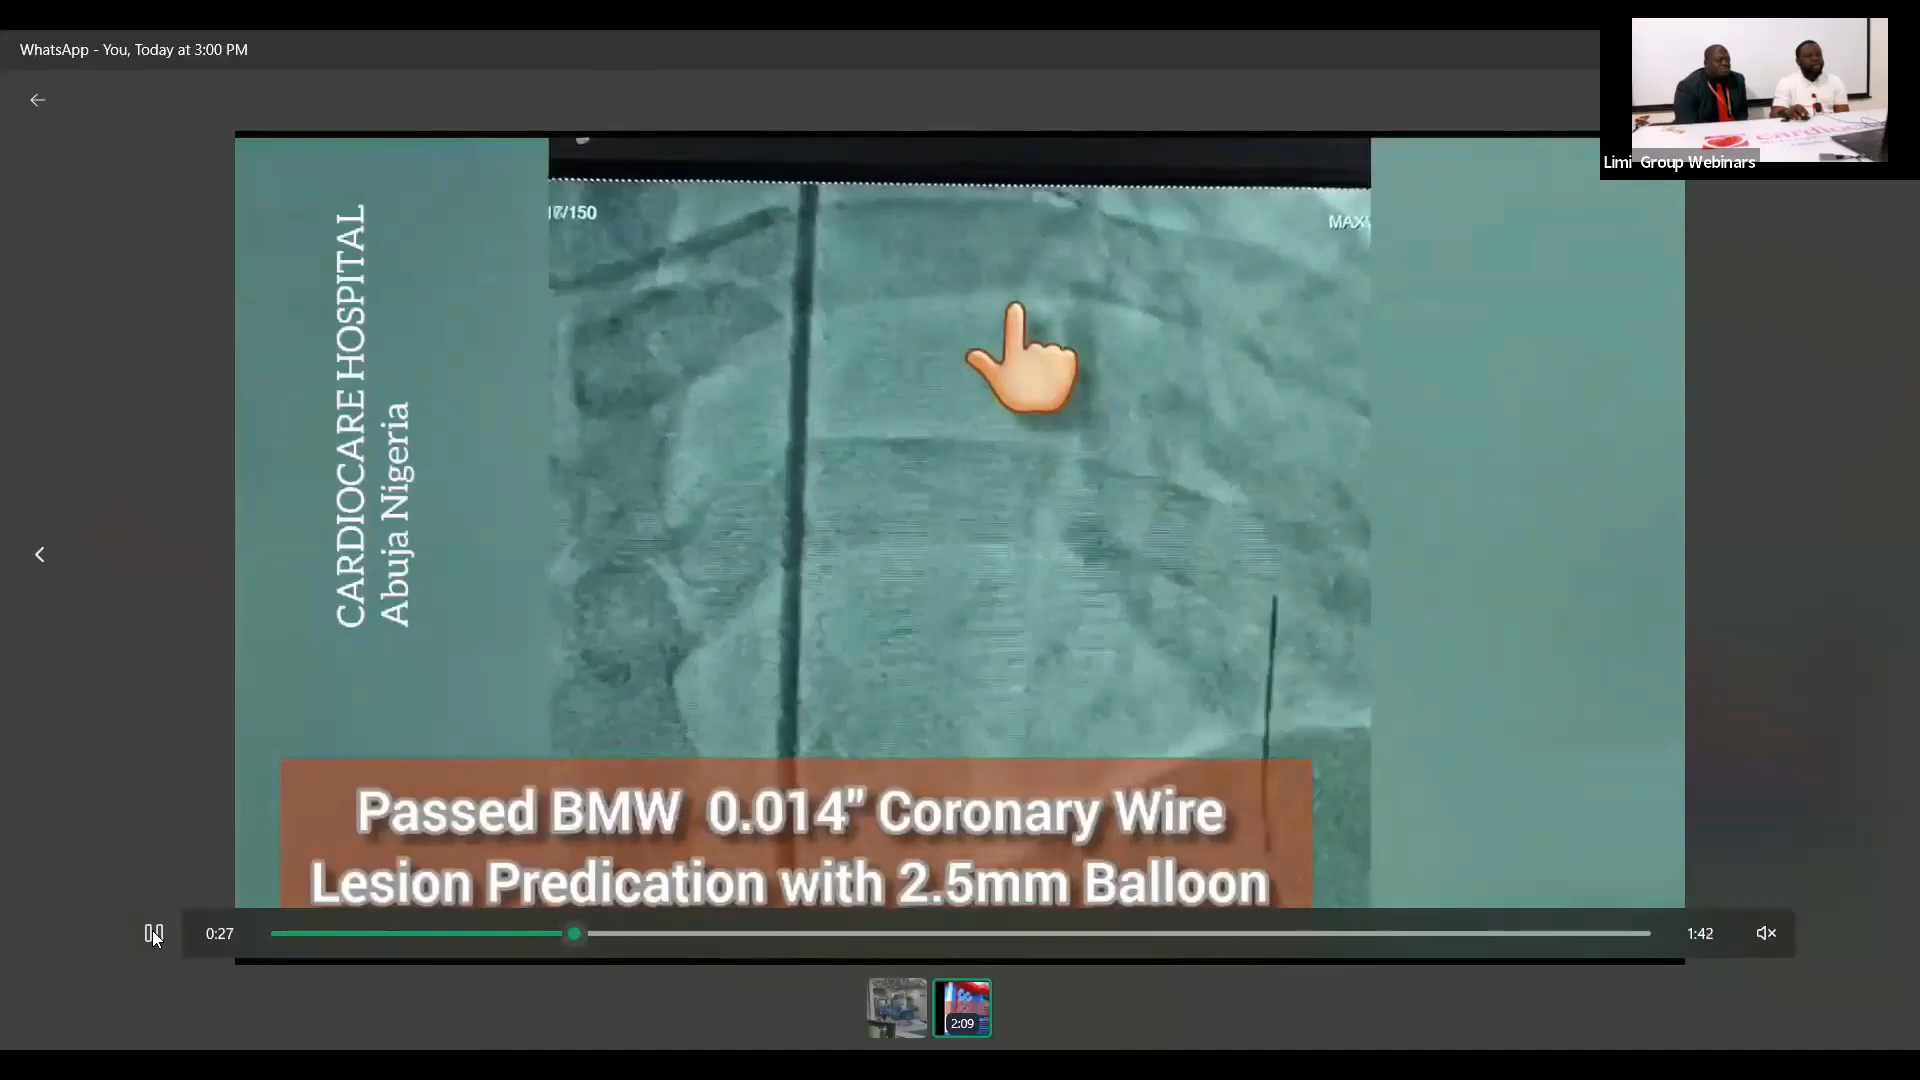 WhatsApp - You, Today at 3:00 PM
Limi Group Webinars
CARDIOCARE HOSPITAL
Abuja Nigeria
/150
MAX
Passed BMW 0.014" Coronary Wire
Lesion Predication with 2.5mm Balloon
0:27
1:42
2:09